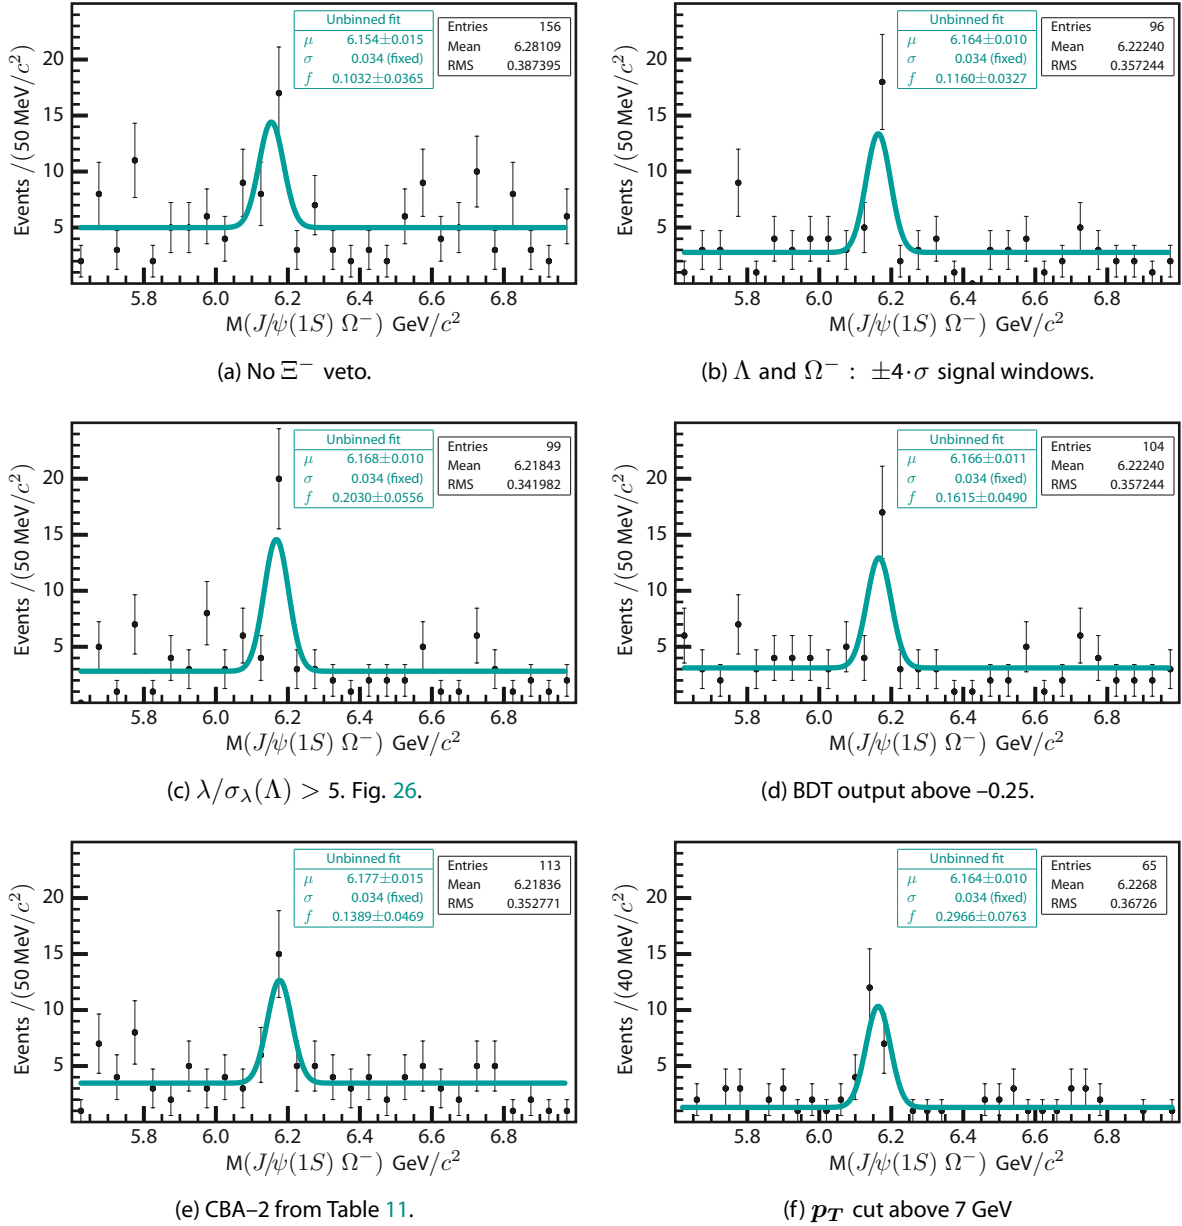 Events / (50 MeV/c²)
20
15
10
5
5.8 6.0 6.2 6.4 6.6 6.8
M(J/ψ(1S) Ω⁻) GeV/c²
Unbinned fit
μ 6.154±0.015
σ 0.034 (fixed)
f 0.1032±0.0365
Entries 156
Mean 6.28109
RMS 0.387395
(a) No Ξ⁻ veto.
Events / (50 MeV/c²)
20
15
10
5
5.8 6.0 6.2 6.4 6.6 6.8
M(J/ψ(1S) Ω⁻) GeV/c²
Unbinned fit
μ 6.164±0.010
σ 0.034 (fixed)
f 0.1160±0.0327
Entries 96
Mean 6.22240
RMS 0.357244
(b) Λ and Ω⁻ : ±4·σ signal windows.
Events / (50 MeV/c²)
20
15
10
5
5.8 6.0 6.2 6.4 6.6 6.8
M(J/ψ(1S) Ω⁻) GeV/c²
Unbinned fit
μ 6.168±0.010
σ 0.034 (fixed)
f 0.2030±0.0556
Entries 99
Mean 6.21843
RMS 0.341982
(c) λ/σ_λ(Λ) > 5. Fig. 26.
Events / (50 MeV/c²)
20
15
10
5
5.8 6.0 6.2 6.4 6.6 6.8
M(J/ψ(1S) Ω⁻) GeV/c²
Unbinned fit
μ 6.166±0.011
σ 0.034 (fixed)
f 0.1615±0.0490
Entries 104
Mean 6.22240
RMS 0.357244
(d) BDT output above –0.25.
Events / (50 MeV/c²)
20
15
10
5
5.8 6.0 6.2 6.4 6.6 6.8
M(J/ψ(1S) Ω⁻) GeV/c²
Unbinned fit
μ 6.177±0.015
σ 0.034 (fixed)
f 0.1389±0.0469
Entries 113
Mean 6.21836
RMS 0.352771
(e) CBA–2 from Table 11.
Events / (40 MeV/c²)
20
15
10
5
5.8 6.0 6.2 6.4 6.6 6.8
M(J/ψ(1S) Ω⁻) GeV/c²
Unbinned fit
μ 6.164±0.010
σ 0.034 (fixed)
f 0.2966±0.0763
Entries 65
Mean 6.2268
RMS 0.36726
(f) p_T cut above 7 GeV